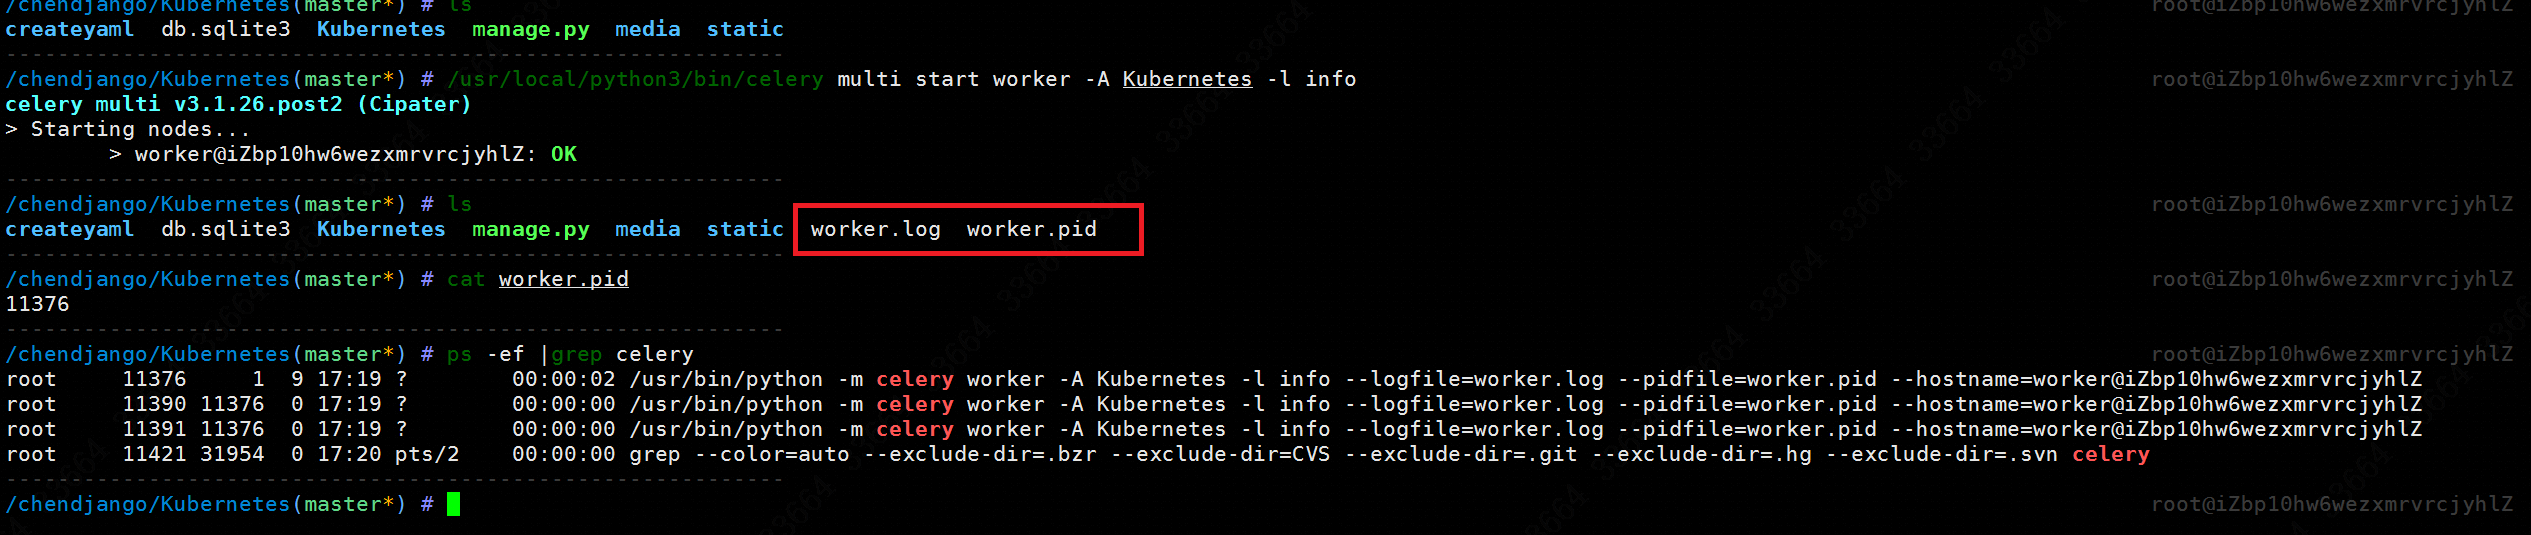 /chendjango/Kubernetes(master*) # ls root@iZbp10hw6wezxmrvrcjyhlZ
createyaml db.sqlite3 Kubernetes manage.py media static
------------------------------------------------------------
/chendjango/Kubernetes(master*) # /usr/local/python3/bin/celery multi start worker -A Kubernetes -l info root@iZbp10hw6wezxmrvrcjyhlZ
celery multi v3.1.26.post2 (Cipater)
> Starting nodes...
> worker@iZbp10hw6wezxmrvrcjyhlZ: OK
------------------------------------------------------------
/chendjango/Kubernetes(master*) # ls root@iZbp10hw6wezxmrvrcjyhlZ
createyaml db.sqlite3 Kubernetes manage.py media static worker.log worker.pid
------------------------------------------------------------
/chendjango/Kubernetes(master*) # cat worker.pid root@iZbp10hw6wezxmrvrcjyhlZ
11376
------------------------------------------------------------
/chendjango/Kubernetes(master*) # ps -ef |grep celery root@iZbp10hw6wezxmrvrcjyhlZ
root 11376 1 9 17:19 ? 00:00:02 /usr/bin/python -m celery worker -A Kubernetes -l info --logfile=worker.log --pidfile=worker.pid --hostname=worker@iZbp10hw6wezxmrvrcjyhlZ
root 11390 11376 0 17:19 ? 00:00:00 /usr/bin/python -m celery worker -A Kubernetes -l info --logfile=worker.log --pidfile=worker.pid --hostname=worker@iZbp10hw6wezxmrvrcjyhlZ
root 11391 11376 0 17:19 ? 00:00:00 /usr/bin/python -m celery worker -A Kubernetes -l info --logfile=worker.log --pidfile=worker.pid --hostname=worker@iZbp10hw6wezxmrvrcjyhlZ
root 11421 31954 0 17:20 pts/2 00:00:00 grep --color=auto --exclude-dir=.bzr --exclude-dir=CVS --exclude-dir=.git --exclude-dir=.hg --exclude-dir=.svn celery
------------------------------------------------------------
/chendjango/Kubernetes(master*) # root@iZbp10hw6wezxmrvrcjyhlZ